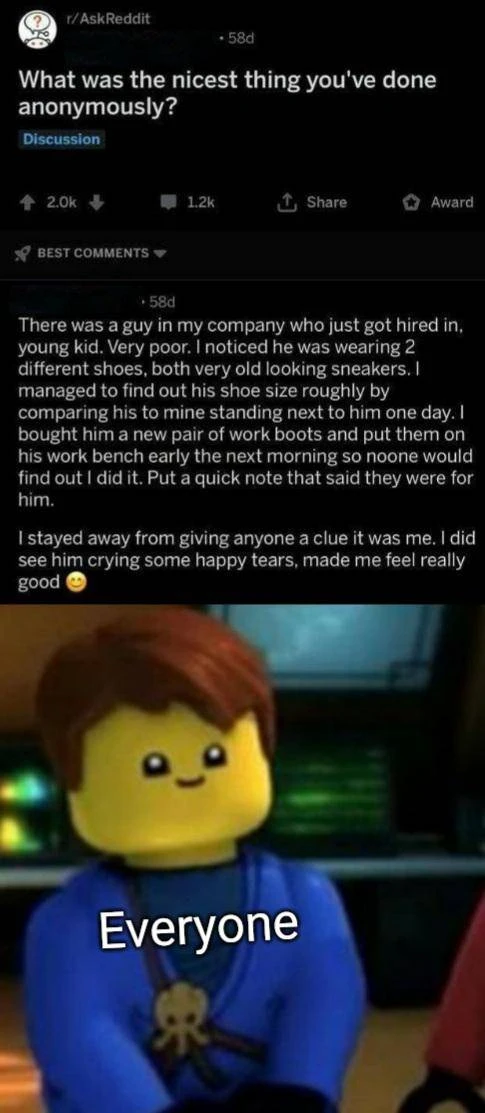 r/AskReddit
• 58d
What was the nicest thing you've done
anonymously?
Discussion
2.0k
1.2k
Share
Award
BEST COMMENTS
• 58d
There was a guy in my company who just got hired in,
young kid. Very poor. I noticed he was wearing 2
different shoes, both very old looking sneakers. I
managed to find out his shoe size roughly by
comparing his to mine standing next to him one day. I
bought him a new pair of work boots and put them on
his work bench early the next morning so noone would
find out I did it. Put a quick note that said they were for
him.
I stayed away from giving anyone a clue it was me. I did
see him crying some happy tears, made me feel really
good 😊
Everyone